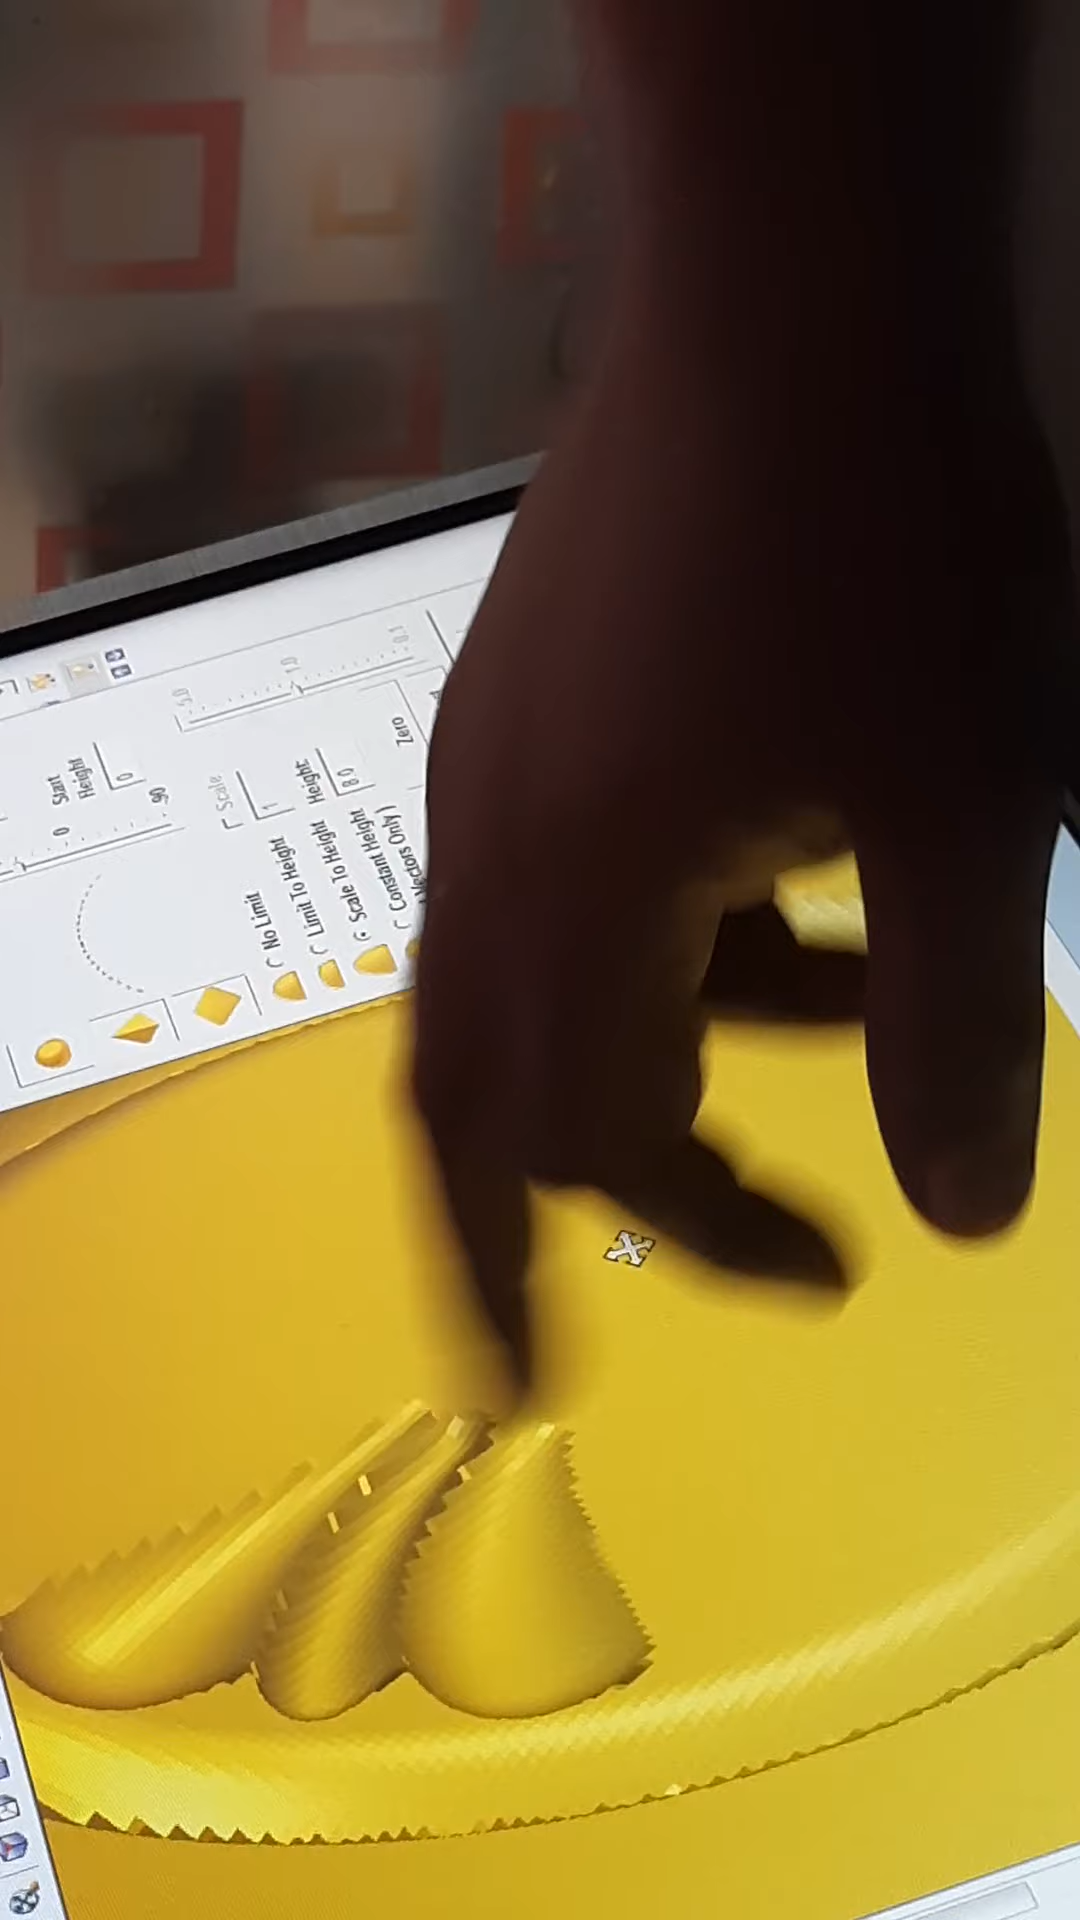 Start
Height
0
0
90
5.0
1.0
0.1
Scale
1
No Limit
Limit To Height
Height:
8.0
Scale To Height
Constant Height
Vectors Only)
Zero